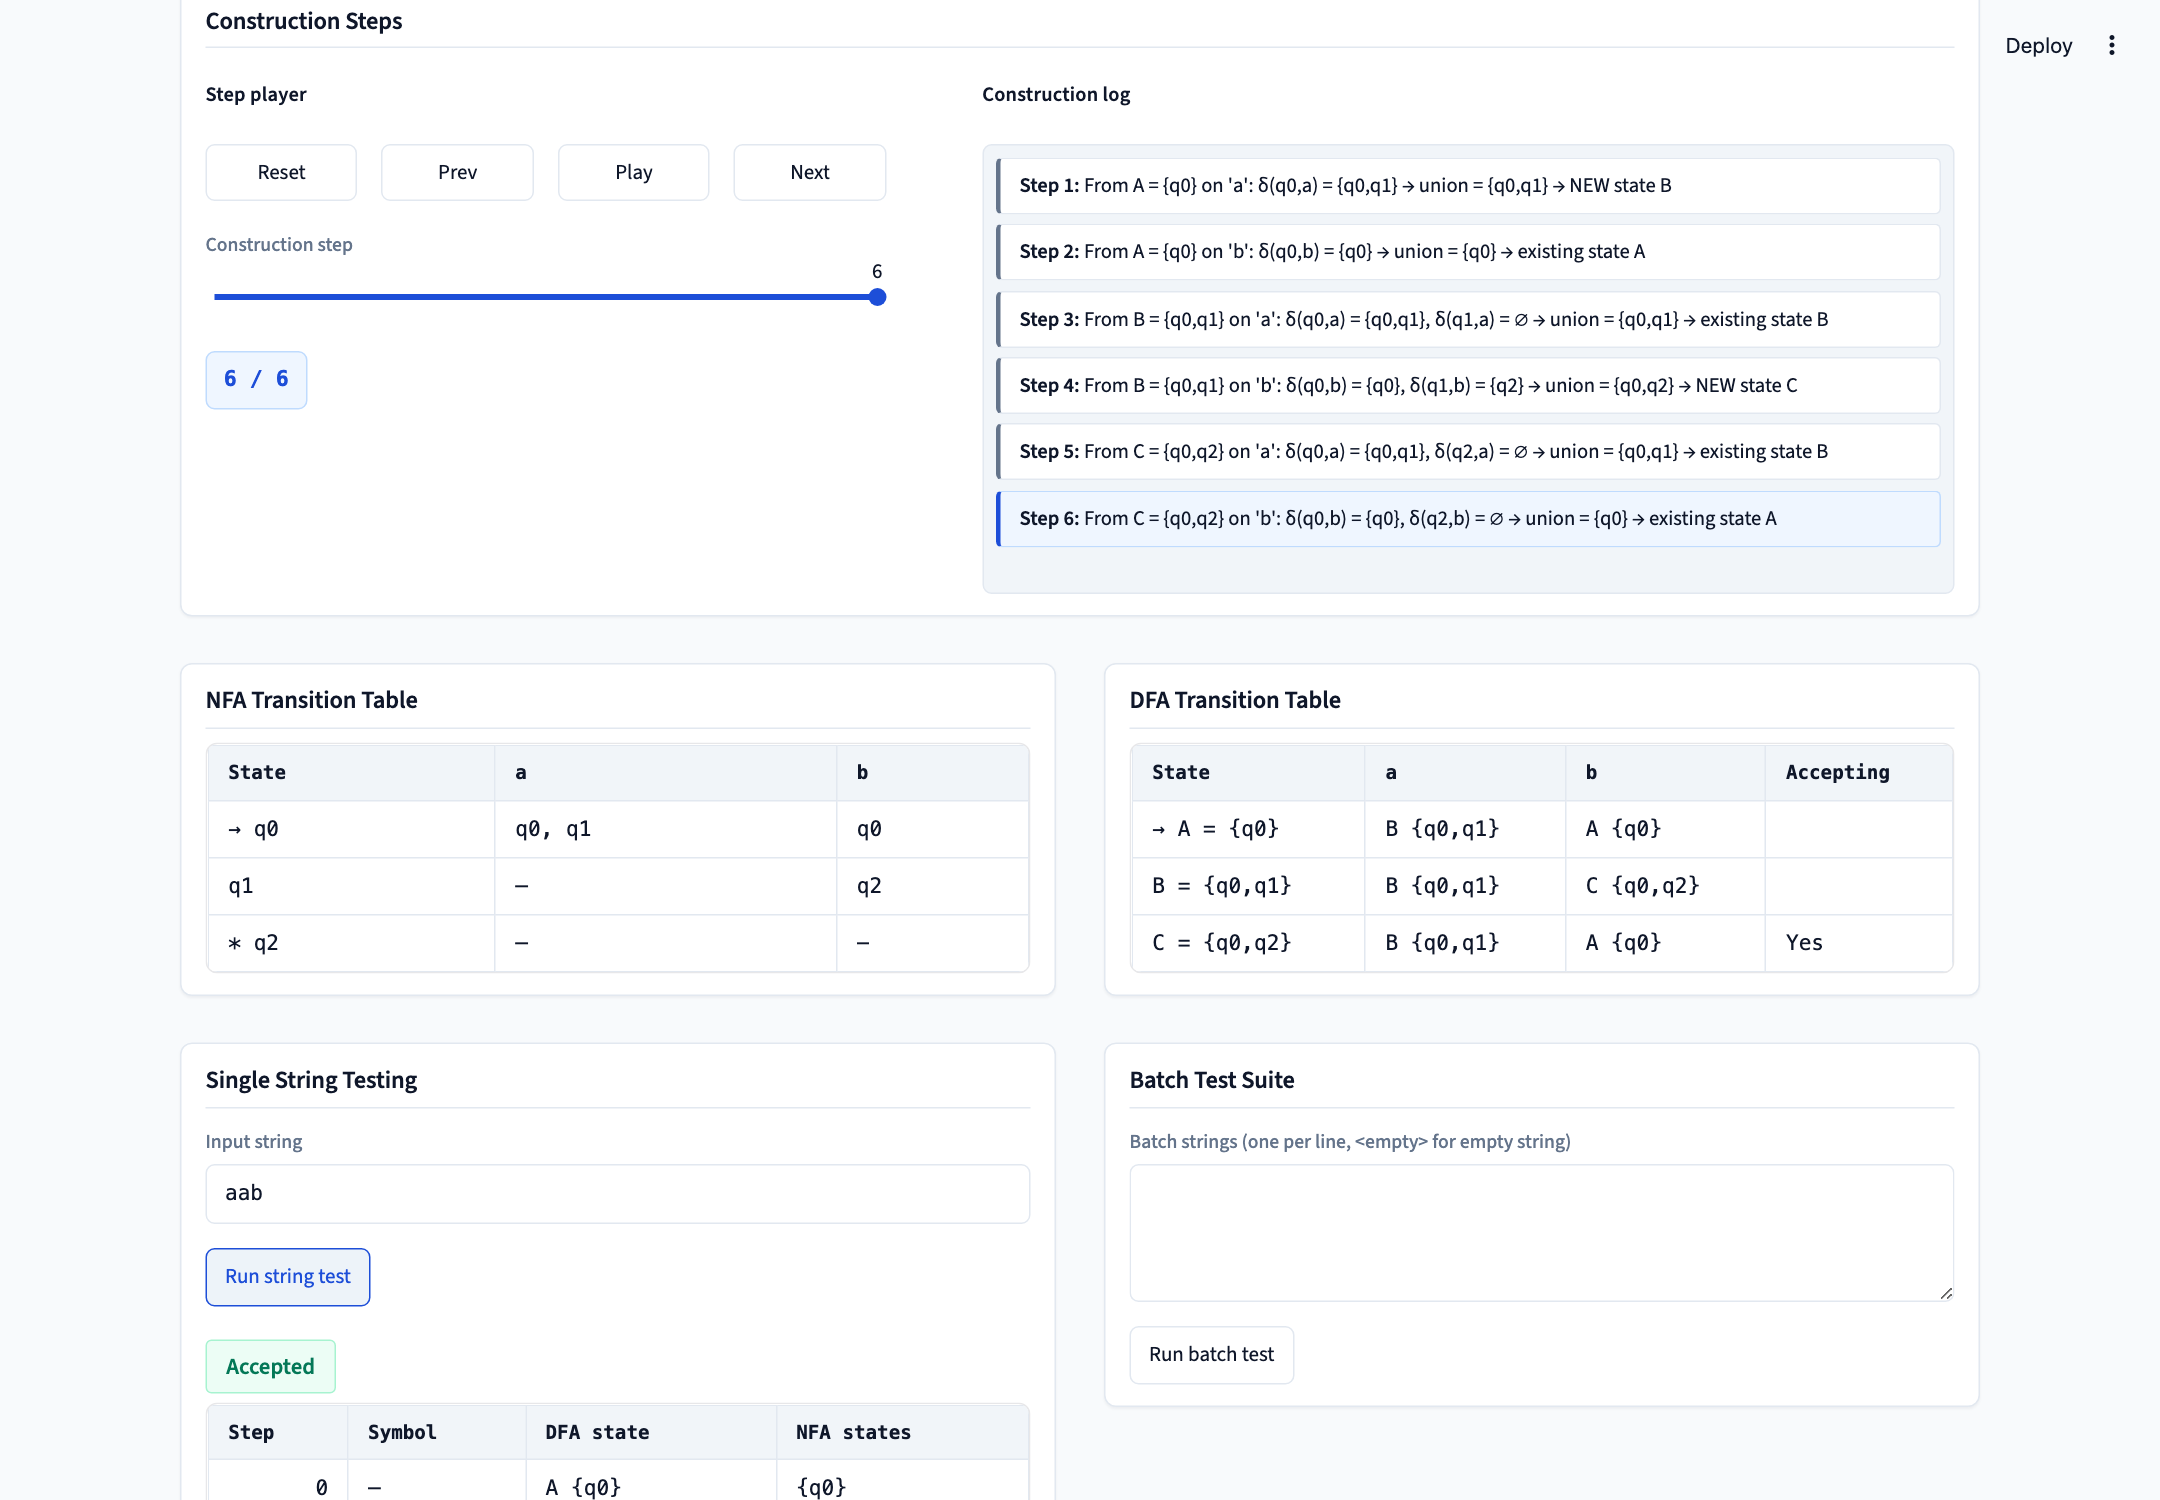 Construction Steps
Deploy
Step player
Construction log
Reset Prev Play Next
Construction step
6
6 / 6
Step 1: From A = {q0} on 'a': δ(q0,a) = {q0,q1} → union = {q0,q1} → NEW state B
Step 2: From A = {q0} on 'b': δ(q0,b) = {q0} → union = {q0} → existing state A
Step 3: From B = {q0,q1} on 'a': δ(q0,a) = {q0,q1}, δ(q1,a) = ∅ → union = {q0,q1} → existing state B
Step 4: From B = {q0,q1} on 'b': δ(q0,b) = {q0}, δ(q1,b) = {q2} → union = {q0,q2} → NEW state C
Step 5: From C = {q0,q2} on 'a': δ(q0,a) = {q0,q1}, δ(q2,a) = ∅ → union = {q0,q1} → existing state B
Step 6: From C = {q0,q2} on 'b': δ(q0,b) = {q0}, δ(q2,b) = ∅ → union = {q0} → existing state A
NFA Transition Table
State a b
→ q0 q0, q1 q0
q1 — q2
* q2 — —
DFA Transition Table
State a b Accepting
→ A = {q0} B {q0,q1} A {q0}
B = {q0,q1} B {q0,q1} C {q0,q2}
C = {q0,q2} B {q0,q1} A {q0} Yes
Single String Testing
Input string
aab
Run string test
Accepted
Step Symbol DFA state NFA states
0 — A {q0} {q0}
Batch Test Suite
Batch strings (one per line, <empty> for empty string)
Run batch test